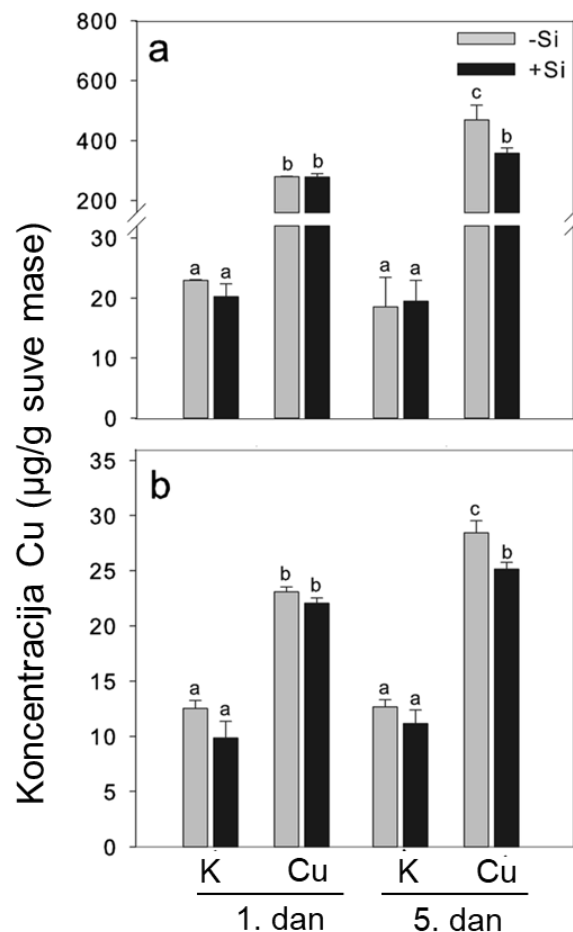 Koncentracija Cu (µg/g suve mase)
800
a
-Si
+Si
600
c
400
b b
b
200
30
a a
a a
20
10
0
35
b
30
c
25
b b
b
20
15
a a
a a
10
5
0
K Cu K Cu
1. dan 5. dan